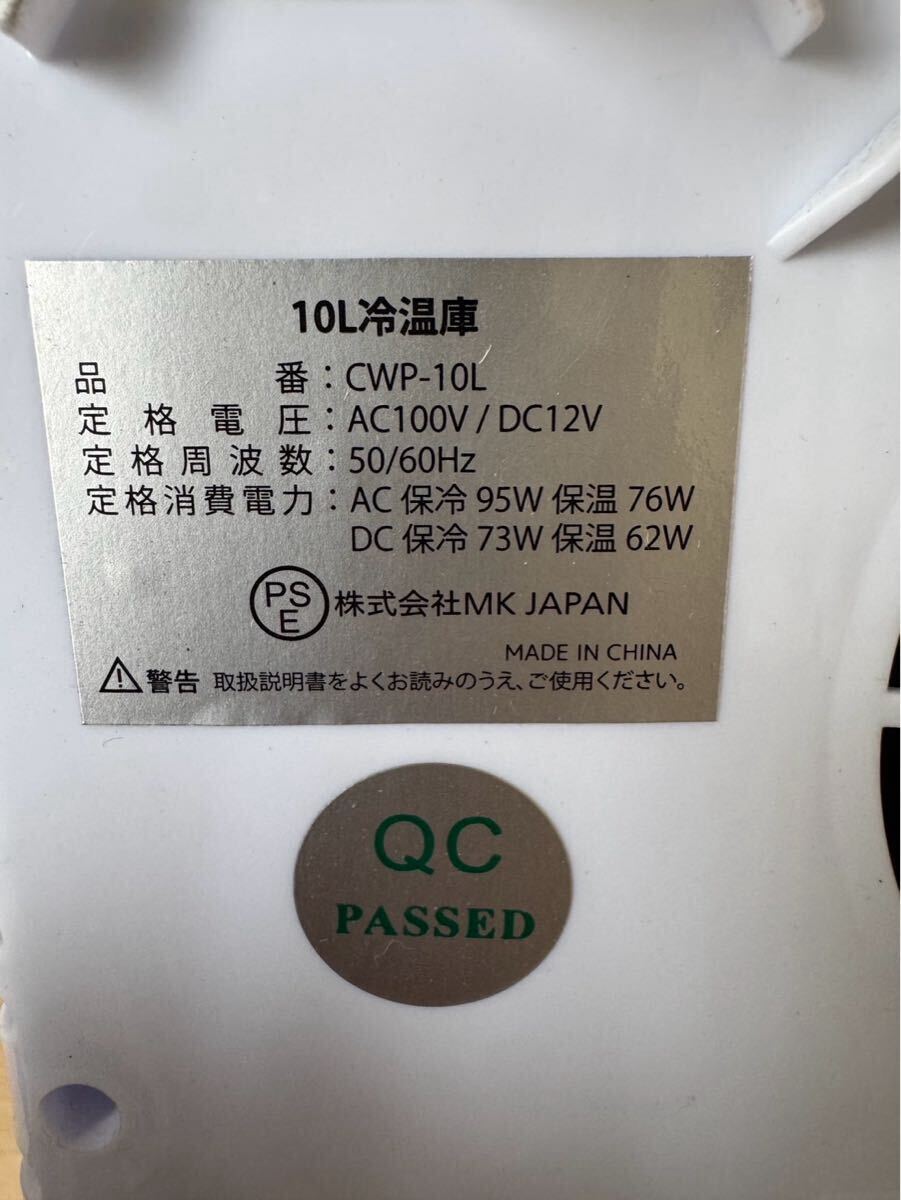 10L冷温庫
品番：CWP-10L
定格電圧：AC100V / DC12V
定格周波数：50/60Hz
定格消費電力：AC 保冷 95W 保温 76W
DC 保冷 73W 保温 62W
PSE 株式会社MK JAPAN
MADE IN CHINA
警告 取扱説明書をよくお読みのうえ、ご使用ください。
QC
PASSED